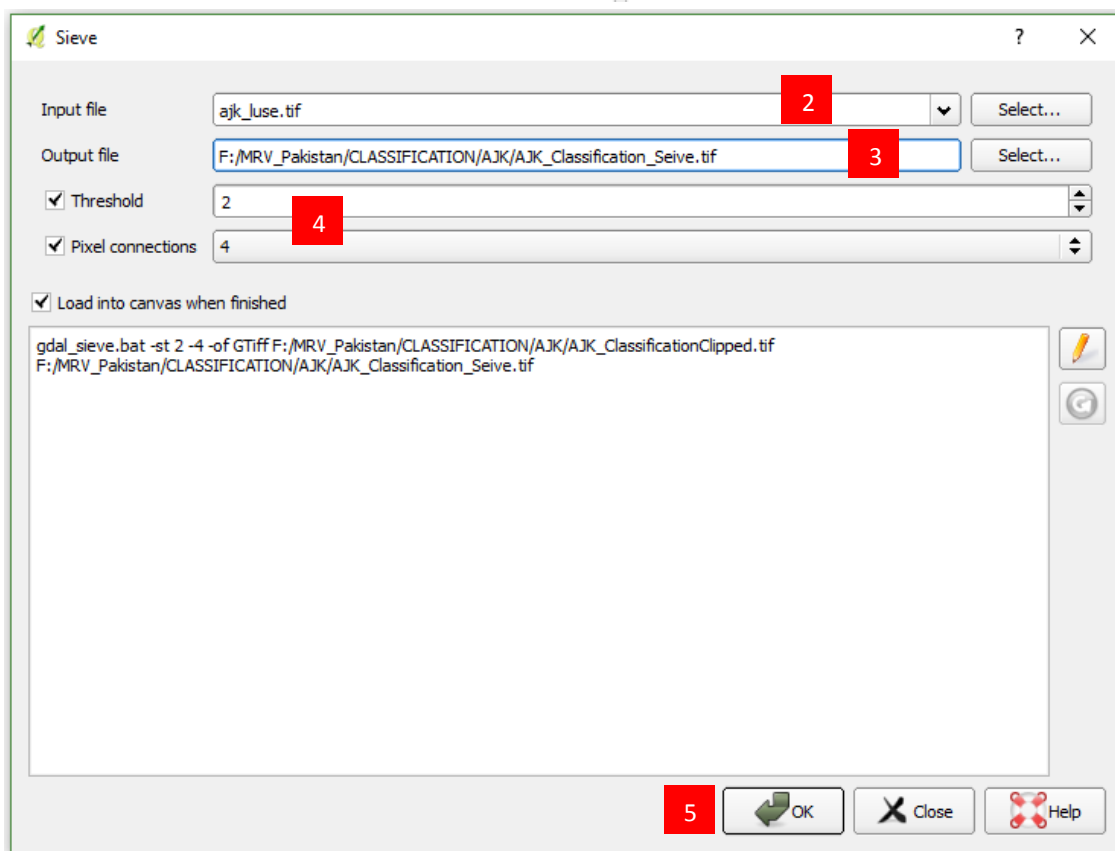 Sieve ?
Input file ajk_luse.tif 2 Select...
Output file F:/MRV_Pakistan/CLASSIFICATION/AJK/AJK_Classification_Seive.tif 3 Select...
Threshold 2
4
Pixel connections 4
Load into canvas when finished
gdal_sieve.bat -st 2 -4 -of GTiff F:/MRV_Pakistan/CLASSIFICATION/AJK/AJK_ClassificationClipped.tif
F:/MRV_Pakistan/CLASSIFICATION/AJK/AJK_Classification_Seive.tif
5 OK Close Help